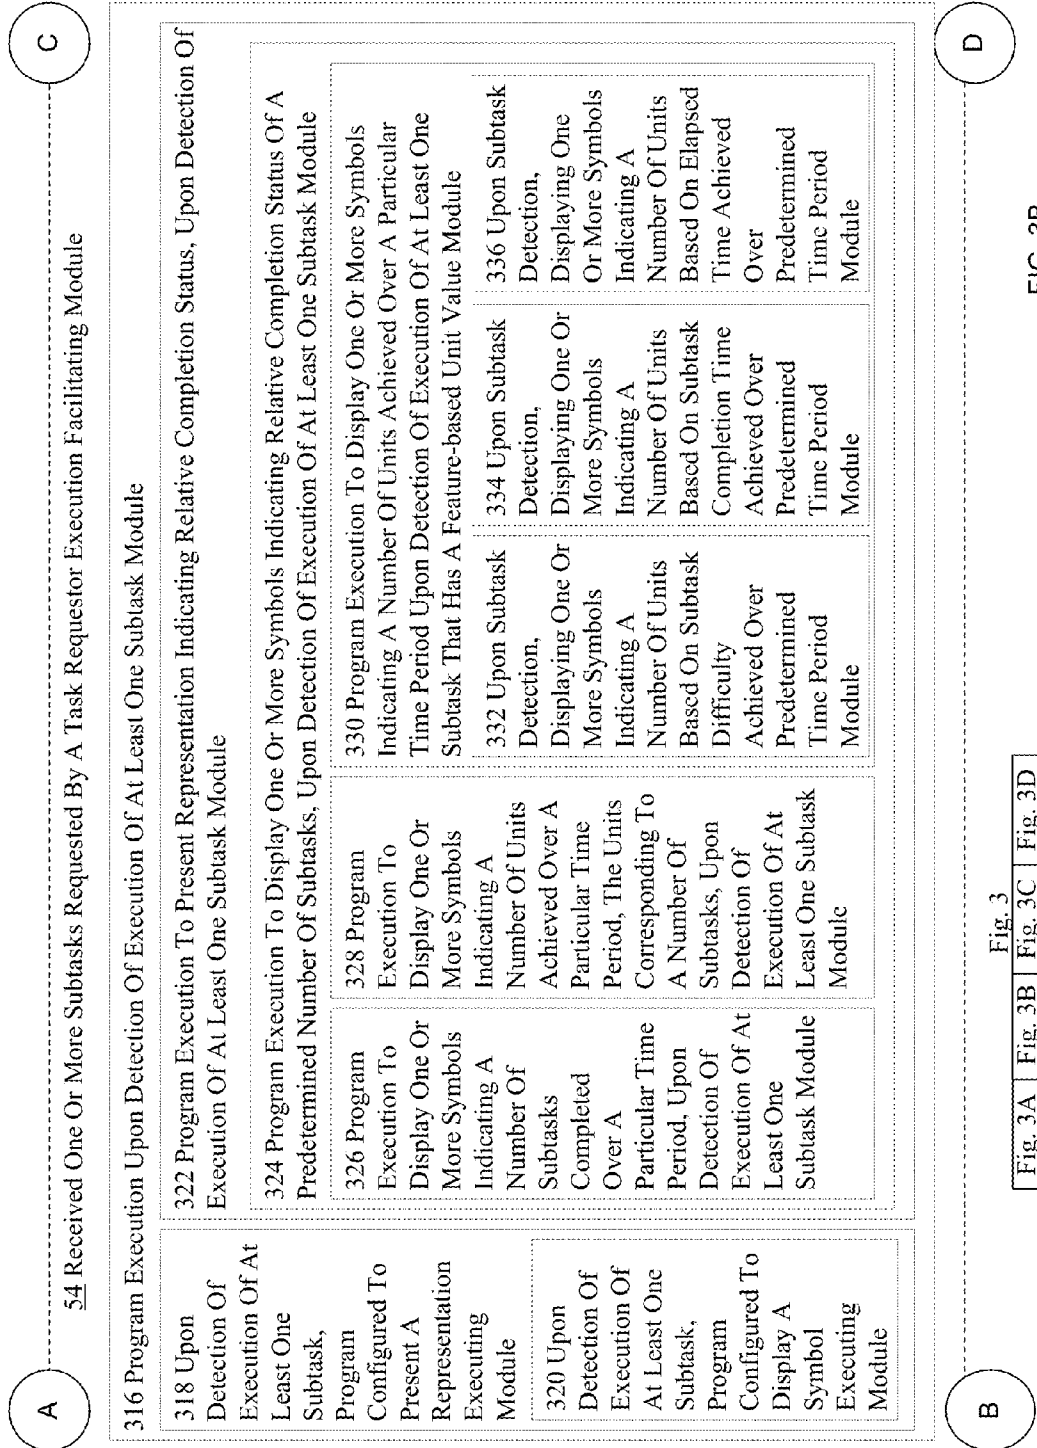 A
C
54 Received One Or More Subtasks Requested By A Task Requestor Execution Facilitating Module
316 Program Execution Upon Detection Of Execution Of At Least One Subtask Module
318 Upon
Detection Of
Execution Of At
Least One
Subtask,
Program
Configured To
Present A
Representation
Executing
Module
320 Upon
Detection Of
Execution Of
At Least One
Subtask,
Program
Configured To
Display A
Symbol
Executing
Module
322 Program Execution To Present Representation Indicating Relative Completion Status, Upon Detection Of
Execution Of At Least One Subtask Module
324 Program Execution To Display One Or More Symbols Indicating Relative Completion Status Of A
Predetermined Number Of Subtasks, Upon Detection Of Execution Of At Least One Subtask Module
326 Program
Execution To
Display One Or
More Symbols
Indicating A
Number Of
Subtasks
Completed
Over A
Particular Time
Period, Upon
Detection Of
Execution Of At
Least One
Subtask Module
328 Program
Execution To
Display One Or
More Symbols
Indicating A
Number Of Units
Achieved Over A
Particular Time
Period, The Units
Corresponding To
A Number Of
Subtasks, Upon
Detection Of
Execution Of At
Least One Subtask
Module
330 Program Execution To Display One Or More Symbols
Indicating A Number Of Units Achieved Over A Particular
Time Period Upon Detection Of Execution Of At Least One
Subtask That Has A Feature-based Unit Value Module
332 Upon Subtask
Detection,
Displaying One Or
More Symbols
Indicating A
Number Of Units
Based On Subtask
Difficulty
Achieved Over
Predetermined
Time Period
Module
334 Upon Subtask
Detection,
Displaying One Or
More Symbols
Indicating A
Number Of Units
Based On Subtask
Completion Time
Achieved Over
Predetermined
Time Period
Module
336 Upon Subtask
Detection,
Displaying One
Or More Symbols
Indicating A
Number Of Units
Based On Elapsed
Time Achieved
Over
Predetermined
Time Period
Module
B
D
Fig. 3
Fig. 3A | Fig. 3B | Fig. 3C | Fig. 3D
FIG. 3B